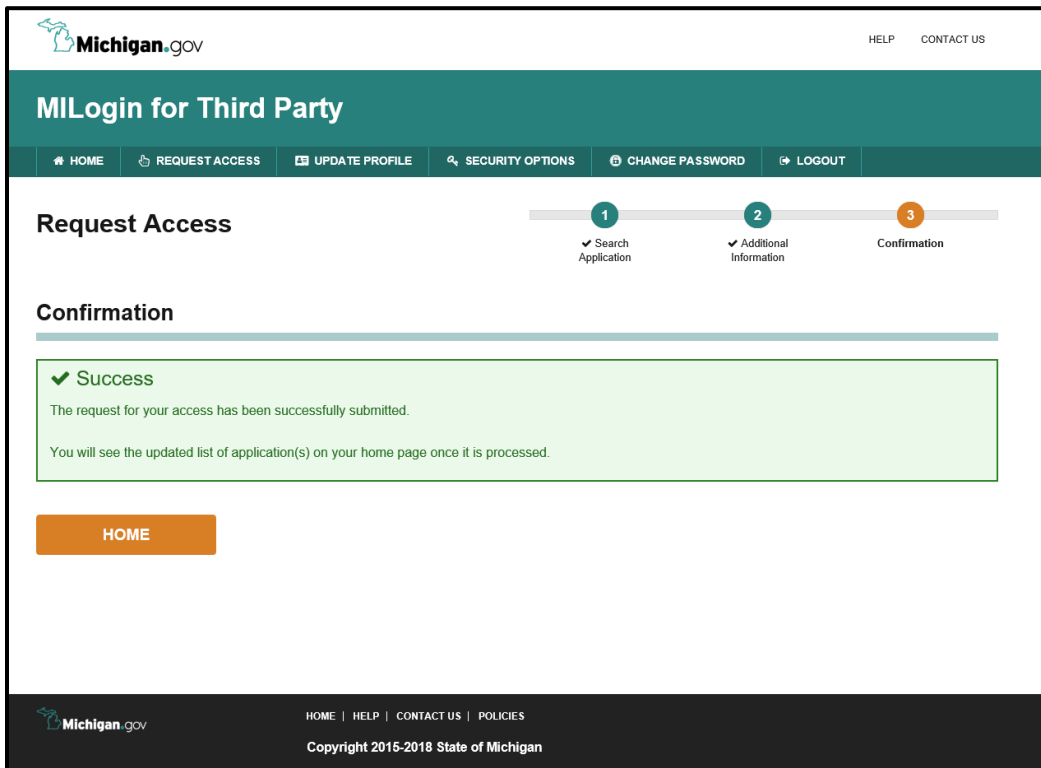 Michigan.gov
HELP CONTACT US
MILogin for Third Party
HOME REQUEST ACCESS UPDATE PROFILE SECURITY OPTIONS CHANGE PASSWORD LOGOUT
Request Access
1 2 3
Search Application
Additional Information
Confirmation
Confirmation
Success
The request for your access has been successfully submitted.
You will see the updated list of application(s) on your home page once it is processed.
HOME
Michigan.gov
HOME | HELP | CONTACT US | POLICIES
Copyright 2015-2018 State of Michigan